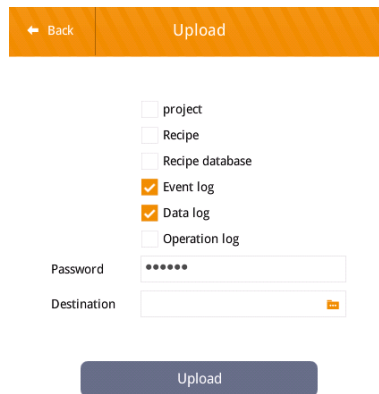 Back
Upload
project
Recipe
Recipe database
Event log
Data log
Operation log
Password ••••••
Destination
Upload